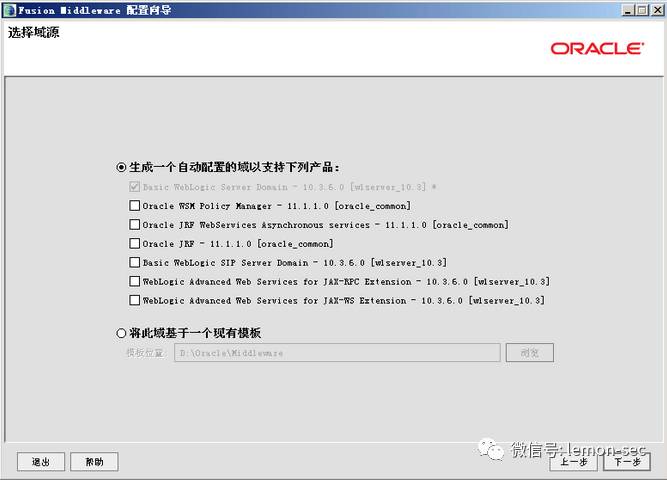 Fusion Middleware 配置向导
选择域源
ORACLE
生成一个自动配置的域以支持下列产品:
Basic WebLogic Server Domain - 10.3.6.0 [wlserver_10.3] *
Oracle WSM Policy Manager - 11.1.1.0 [oracle_common]
Oracle JRF WebServices Asynchronous services - 11.1.1.0 [oracle_common]
Oracle JRF - 11.1.1.0 [oracle_common]
Basic WebLogic SIP Server Domain - 10.3.6.0 [wlserver_10.3]
WebLogic Advanced Web Services for JAX-RPC Extension - 10.3.6.0 [wlserver_10.3]
WebLogic Advanced Web Services for JAX-WS Extension - 10.3.6.0 [wlserver_10.3]
将此域基于一个现有模板
模板位置: D:\Oracle\Middleware 浏览
微信号:lemon-sec
退出 帮助 上一步 下一步